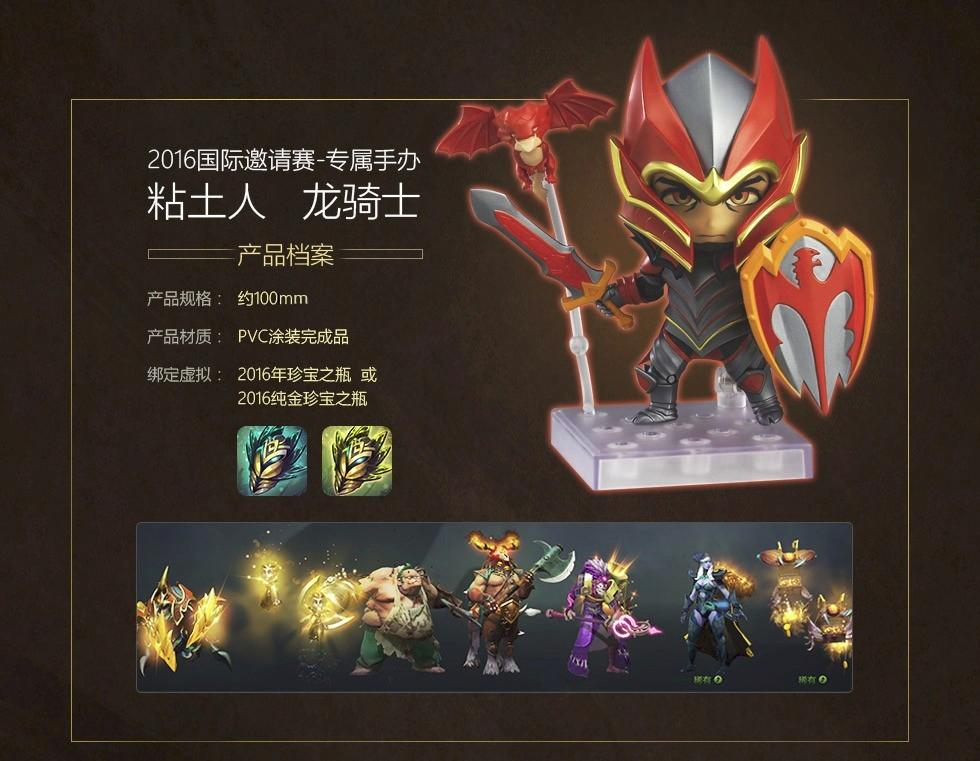 2016国际邀请赛-专属手办
粘土人 龙骑士
产品档案
产品规格： 约100mm
产品材质： PVC涂装完成品
绑定虚拟： 2016年珍宝之瓶 或
2016纯金珍宝之瓶
稀有 稀有